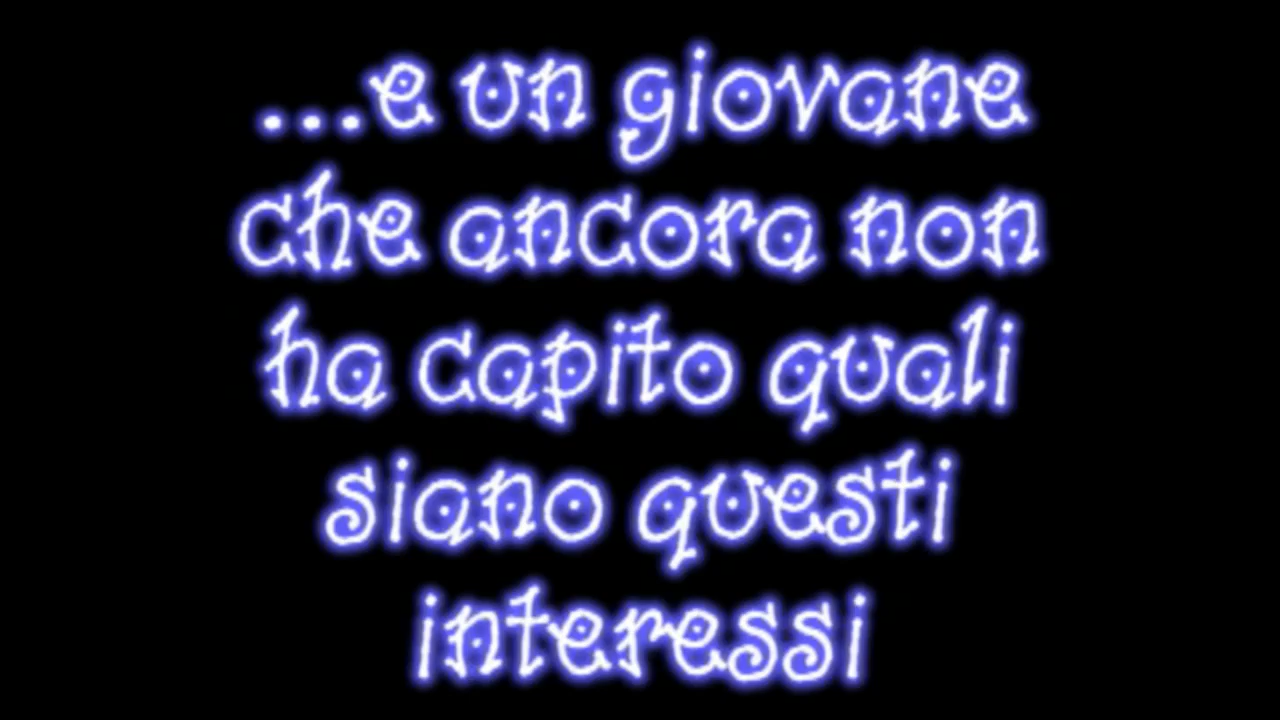 ...e un giovane
che ancora non
ha capito quali
siano questi
interessi